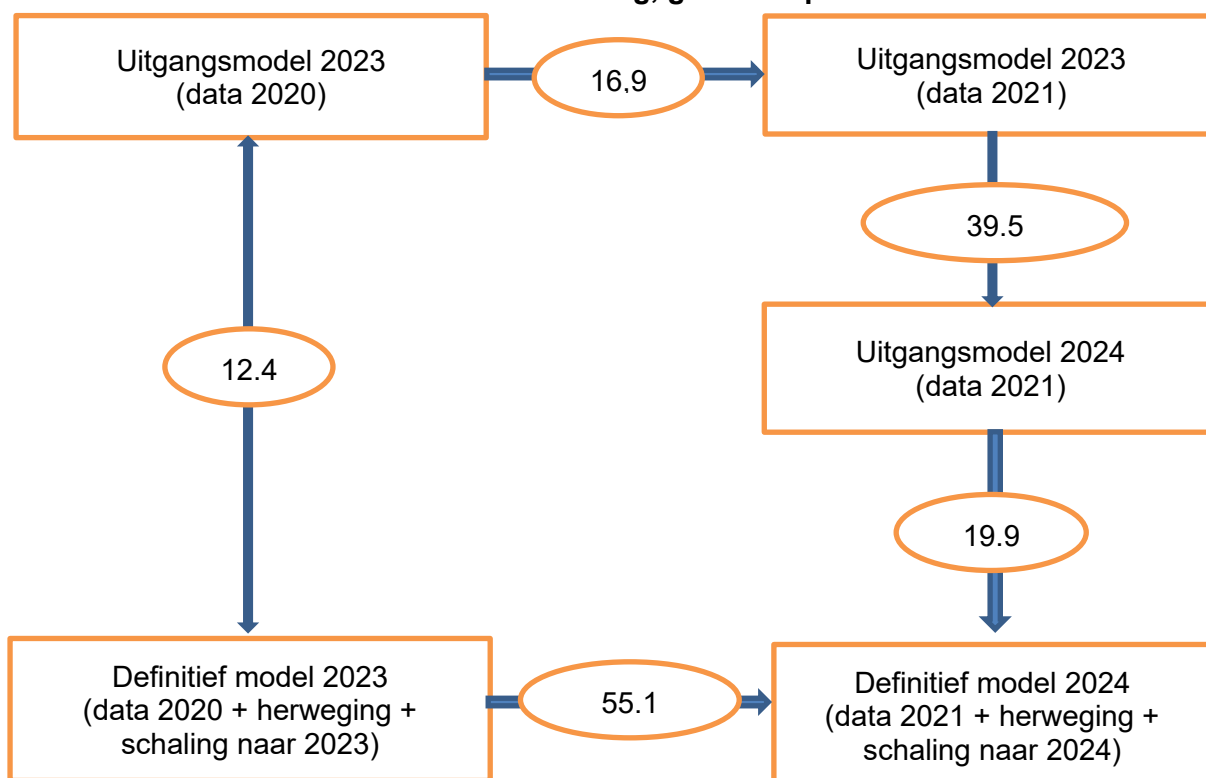 Uitgangsmodel 2023
(data 2020)
16,9
Uitgangsmodel 2023
(data 2021)
39.5
12.4
Uitgangsmodel 2024
(data 2021)
19.9
Definitief model 2023
(data 2020 + herweging +
schaling naar 2023)
55.1
Definitief model 2024
(data 2021 + herweging +
schaling naar 2024)